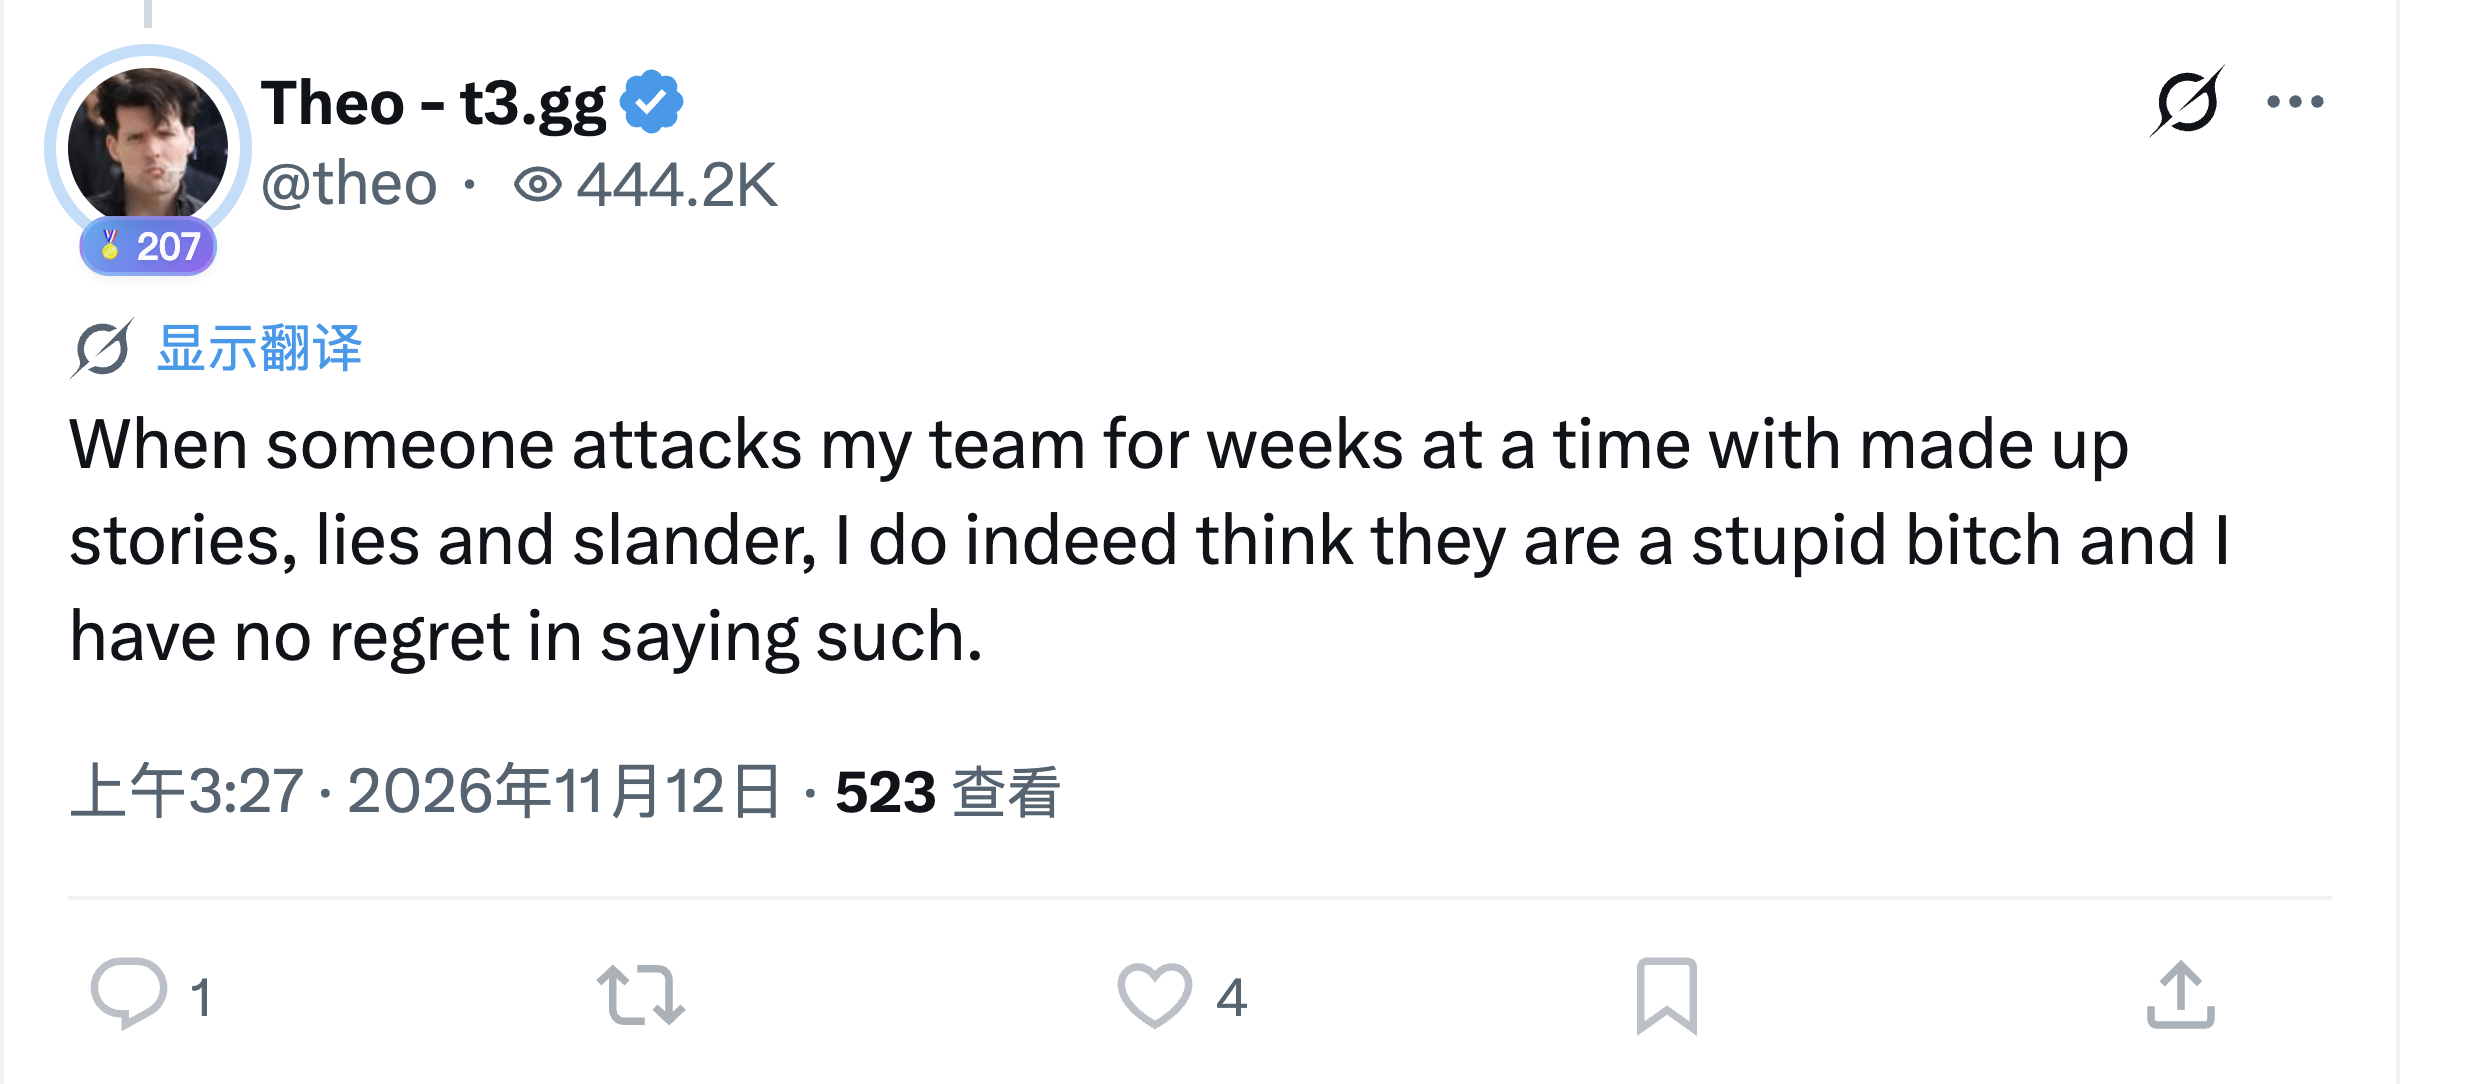 Theo - t3.gg
@theo · 444.2K
207
显示翻译
When someone attacks my team for weeks at a time with made up
stories, lies and slander, I do indeed think they are a stupid bitch and I
have no regret in saying such.
上午3:27 · 2026年11月12日 · 523 查看
1
4